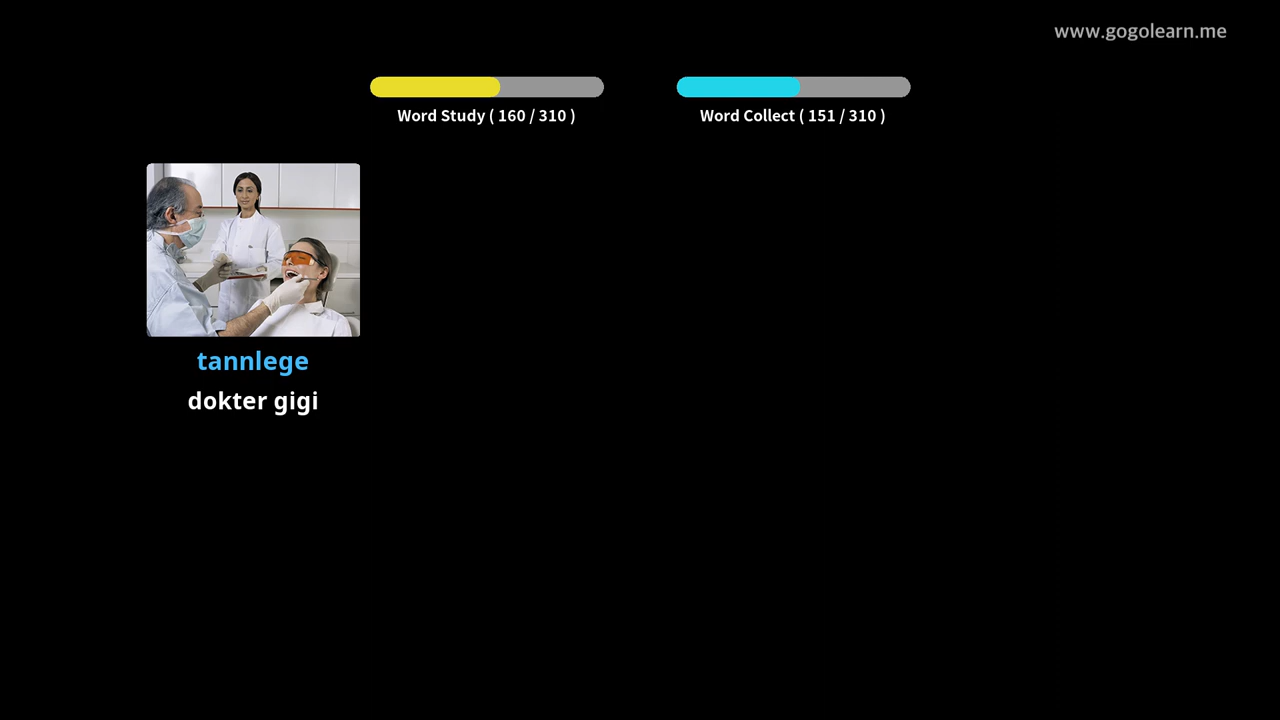 www.gogolearn.me
Word Study ( 160 / 310 )
Word Collect ( 151 / 310 )
tannlege
dokter gigi